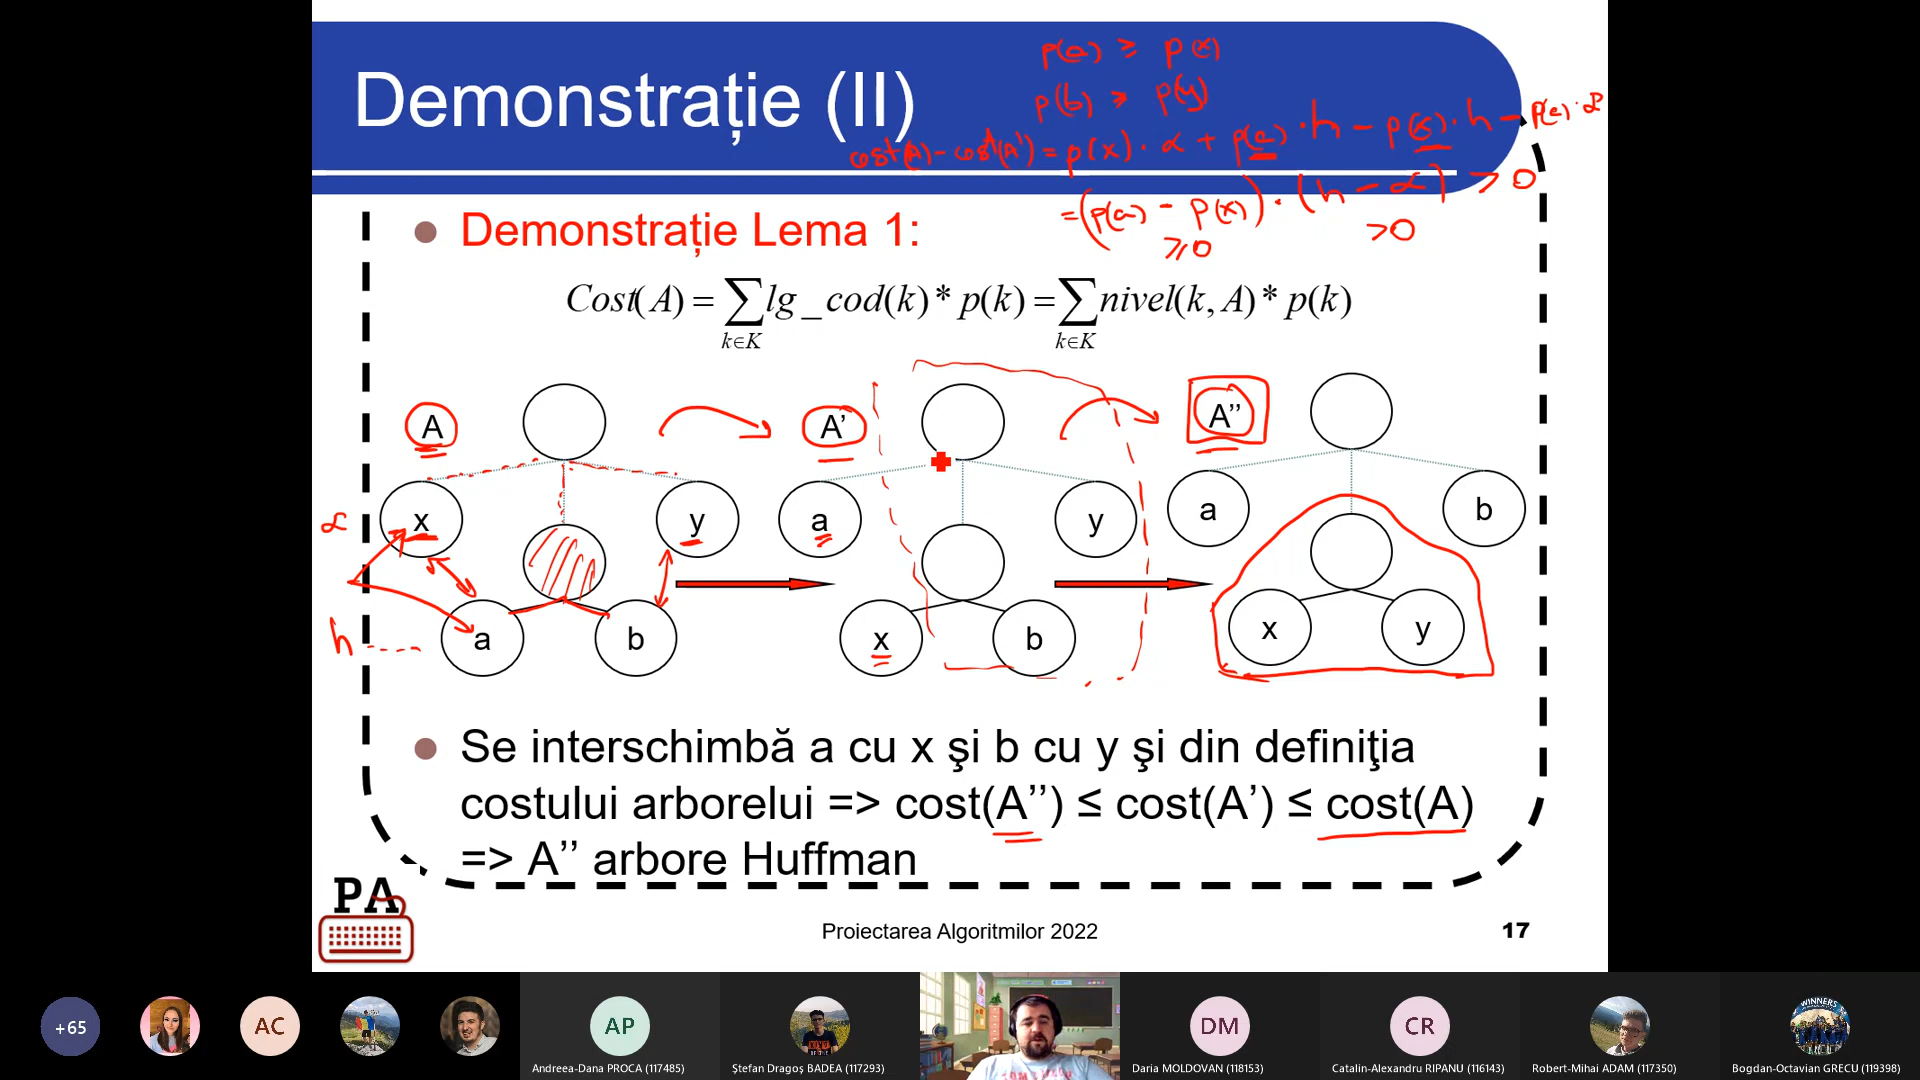 Demonstrație (II)
p(a) ≥ p(x)
p(b) ≥ p(y)
cost(A) - cost(A') = p(x) · α + p(a) · h - p(x) · h - p(a) · α
= (p(a) - p(x)) · (h - α) > 0
≥0 >0
Demonstrație Lema 1:
Cost(A) = ∑ lg_cod(k) * p(k) = ∑ nivel(k, A) * p(k)
k∈K k∈K
A A' A''
x y a y a b
α
a b x b x y
h
Se interschimbă a cu x şi b cu y şi din definiţia
costului arborelui => cost(A'') ≤ cost(A') ≤ cost(A)
=> A'' arbore Huffman
PA
Proiectarea Algoritmilor 2022
17
+65
AC
AP
DM
CR
WINNERS
Andreea-Dana PROCA (117485)
Ștefan Dragoș BADEA (117293)
Daria MOLDOVAN (118153)
Catalin-Alexandru RIPANU (116143)
Robert-Mihai ADAM (117350)
Bogdan-Octavian GRECU (119398)